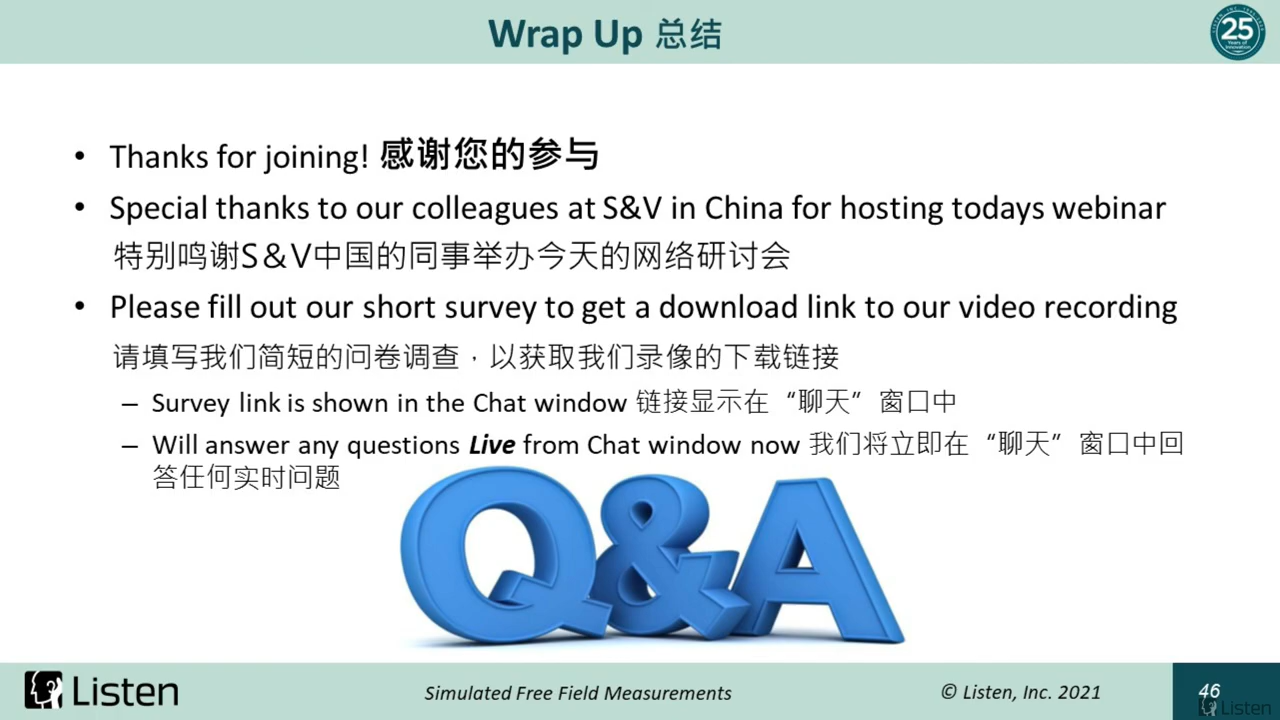 Wrap Up 总结
25
Years of
Innovation
• Thanks for joining! 感谢您的参与
• Special thanks to our colleagues at S&V in China for hosting todays webinar
特别鸣谢S&V中国的同事举办今天的网络研讨会
• Please fill out our short survey to get a download link to our video recording
请填写我们简短的问卷调查，以获取我们录像的下载链接
– Survey link is shown in the Chat window 链接显示在“聊天”窗口中
– Will answer any questions Live from Chat window now 我们将立即在“聊天”窗口中回
答任何实时问题
Q&A
Listen
Simulated Free Field Measurements
© Listen, Inc. 2021
46
Listen